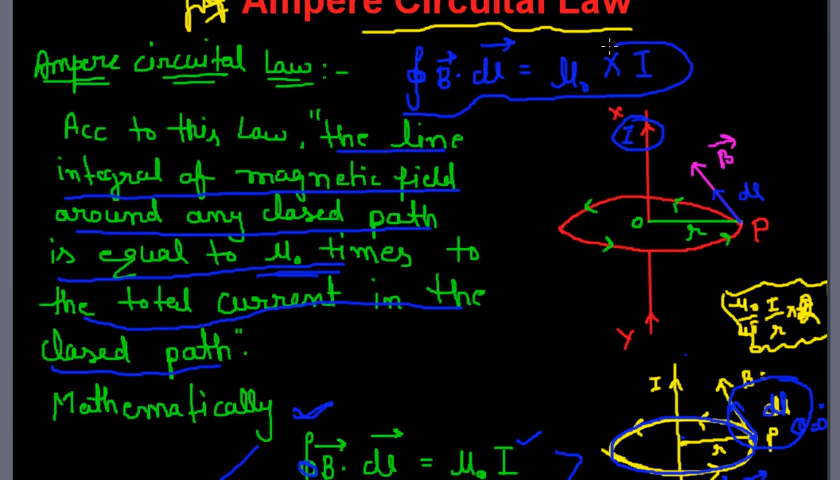 Ampere Circuital Law
Ampere circuital Law :-
∮ B⃗ . dl⃗ = μ₀ X I
Acc to this Law, "the line
integral of magnetic field
around any closed path
is equal to μ₀ times to
the total current in the
closed path".
Mathematically
∮ B⃗ . dl⃗ = μ₀ I
X
I
B⃗
dl
O
r
P
Y
μ₀ I
4π r
I
B
dl
P
r